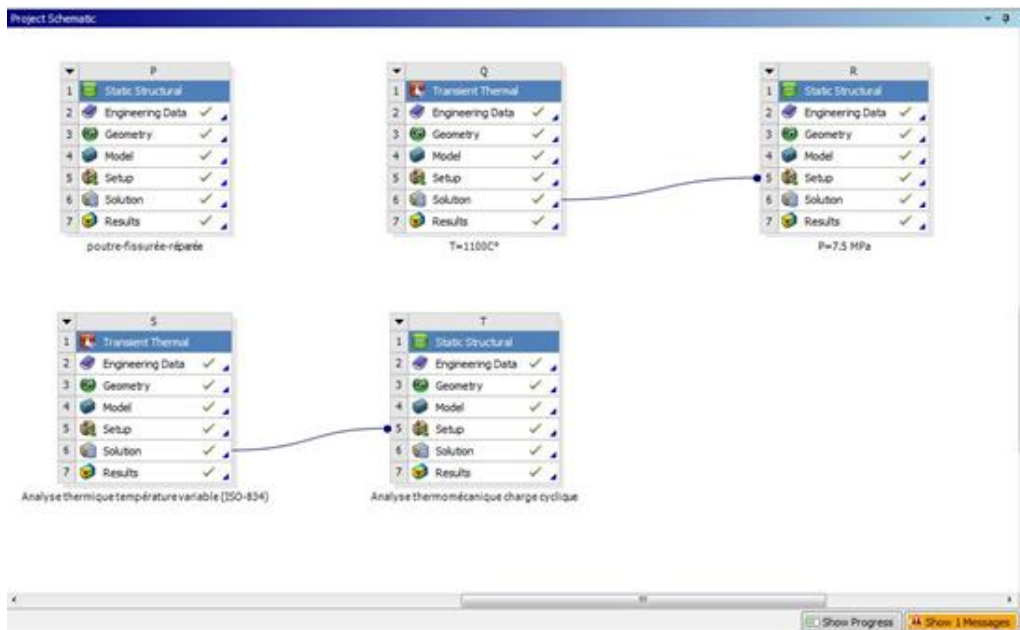 Project Schematic
P
1 Static Structural
2 Engineering Data
3 Geometry
4 Model
5 Setup
6 Solution
7 Results
poutre-fissurée-réparée
Q
1 Transient Thermal
2 Engineering Data
3 Geometry
4 Model
5 Setup
6 Solution
7 Results
T=1100C°
R
1 Static Structural
2 Engineering Data
3 Geometry
4 Model
5 Setup
6 Solution
7 Results
P=7.5 MPa
S
1 Transient Thermal
2 Engineering Data
3 Geometry
4 Model
5 Setup
6 Solution
7 Results
Analyse thermique température variable (ISO-834)
T
1 Static Structural
2 Engineering Data
3 Geometry
4 Model
5 Setup
6 Solution
7 Results
Analyse thermomécanique charge cyclique
Show Progress
Show 1 Messages